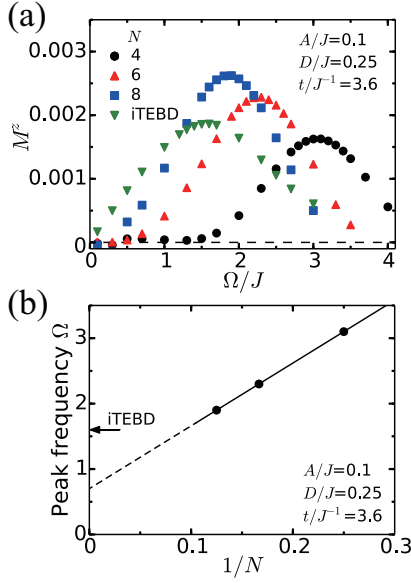 (a)
N
4
6
8
iTEBD
A/J=0.1
D/J=0.25
t/J⁻¹=3.6
0.003
0.002
0.001
0
Mᶻ
0 1 2 3 4
Ω/J
(b)
3
2
1
0
Peak frequency Ω
iTEBD
A/J=0.1
D/J=0.25
t/J⁻¹=3.6
0 0.1 0.2 0.3
1/N